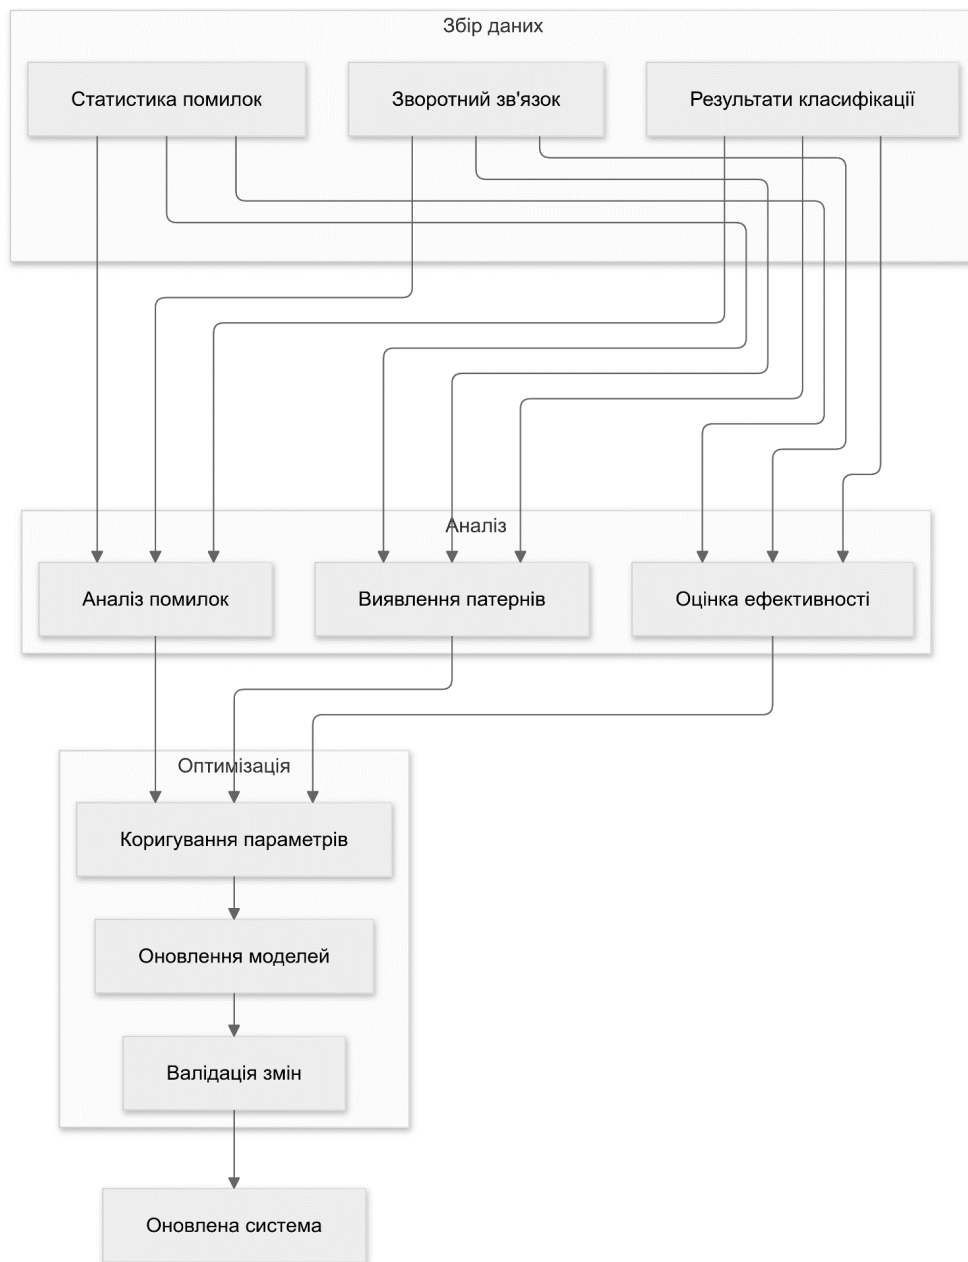 Збір даних
Статистика помилок
Зворотний зв'язок
Результати класифікації
Аналіз
Аналіз помилок
Виявлення патернів
Оцінка ефективності
Оптимізація
Коригування параметрів
Оновлення моделей
Валідація змін
Оновлена система